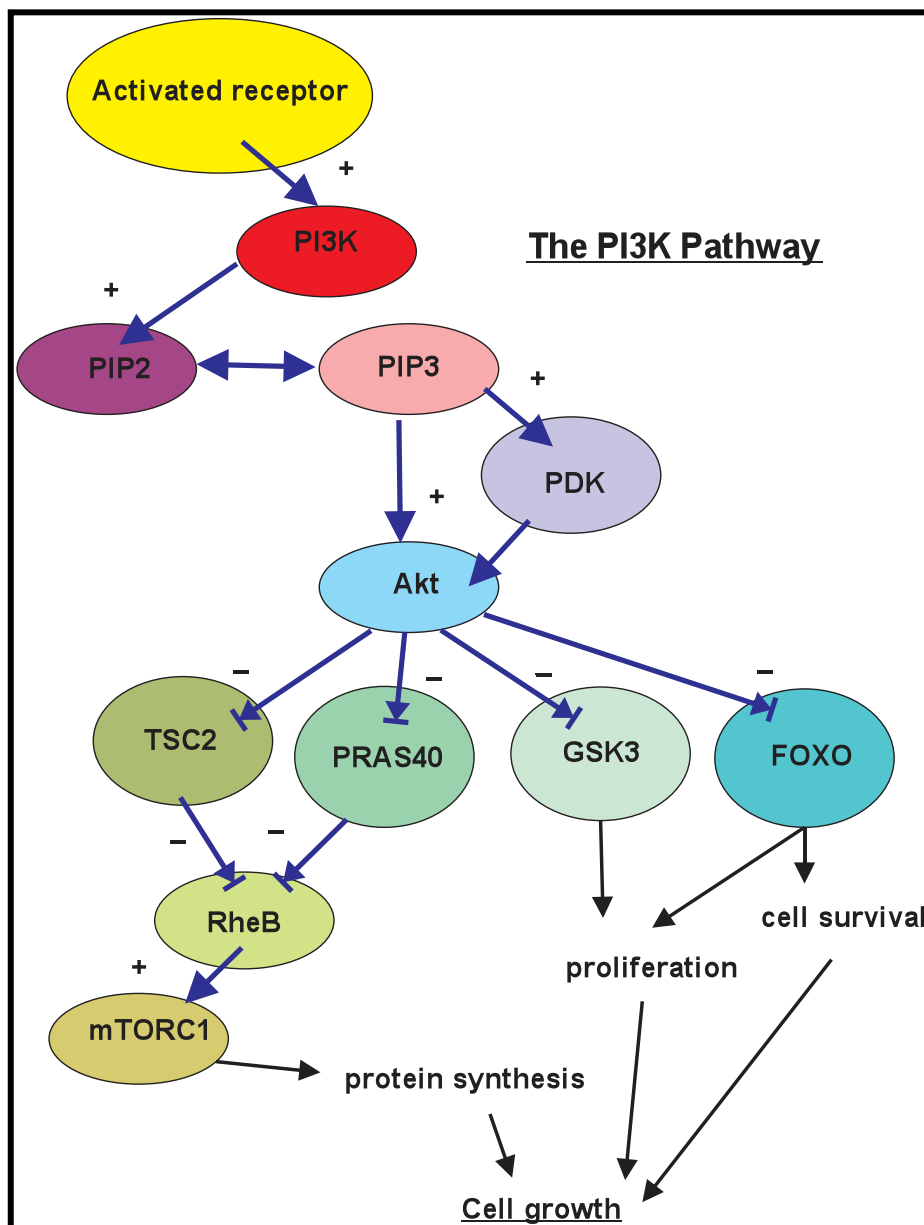 Activated receptor
+
PI3K
The PI3K Pathway
+
PIP2
PIP3
+
PDK
+
Akt
– – – –
TSC2
PRAS40
GSK3
FOXO
– –
RheB
cell survival
+
proliferation
mTORC1
protein synthesis
Cell growth